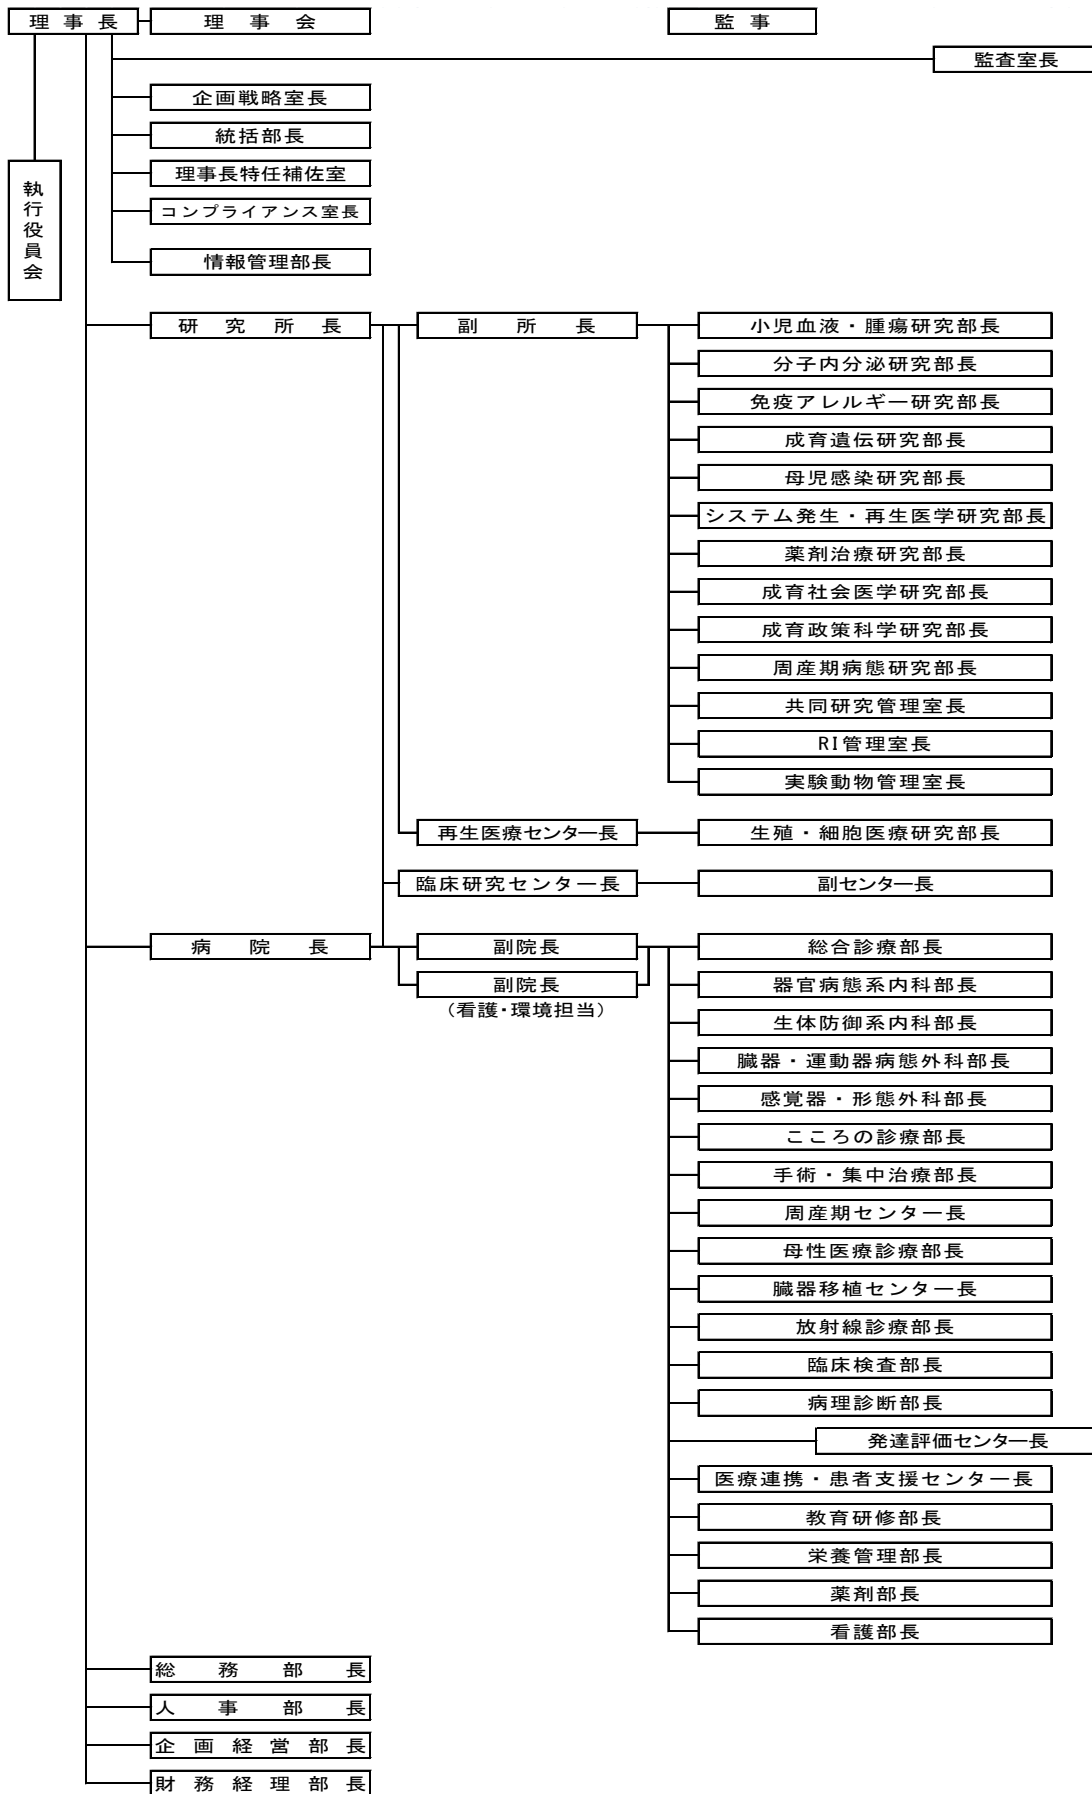 理事長
理事会
監事
監査室長
企画戦略室長
統括部長
理事長特任補佐室
コンプライアンス室長
情報管理部長
執行役員会
研究所長
副所長
小児血液・腫瘍研究部長
分子内分泌研究部長
免疫アレルギー研究部長
成育遺伝研究部長
母児感染研究部長
システム発生・再生医学研究部長
薬剤治療研究部長
成育社会医学研究部長
成育政策科学研究部長
周産期病態研究部長
共同研究管理室長
RI管理室長
実験動物管理室長
再生医療センター長
生殖・細胞医療研究部長
臨床研究センター長
副センター長
病院長
副院長
副院長
（看護・環境担当）
総合診療部長
器官病態系内科部長
生体防御系内科部長
臓器・運動器病態外科部長
感覚器・形態外科部長
こころの診療部長
手術・集中治療部長
周産期センター長
母性医療診療部長
臓器移植センター長
放射線診療部長
臨床検査部長
病理診断部長
発達評価センター長
医療連携・患者支援センター長
教育研修部長
栄養管理部長
薬剤部長
看護部長
総務部長
人事部長
企画経営部長
財務経理部長